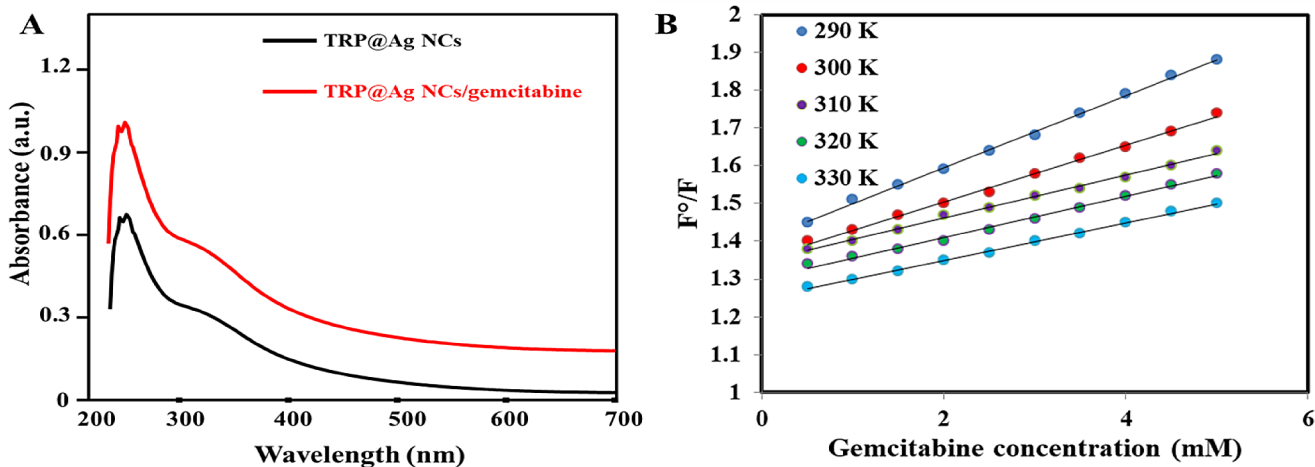 A
TRP@Ag NCs
TRP@Ag NCs/gemcitabine
Absorbance (a.u.)
1.2
0.9
0.6
0.3
0
200 300 400 500 600 700
Wavelength (nm)
B
290 K
300 K
310 K
320 K
330 K
F°/F
2
1.9
1.8
1.7
1.6
1.5
1.4
1.3
1.2
1.1
1
0 2 4 6
Gemcitabine concentration (mM)